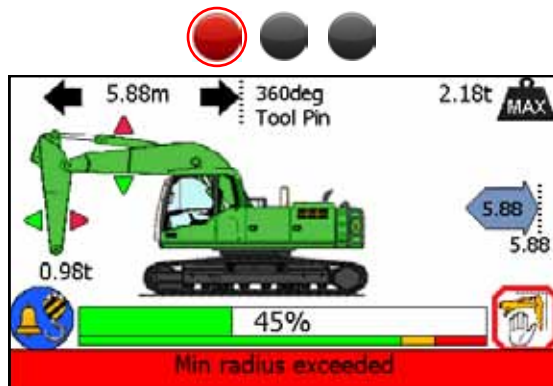 5.88m
360deg
Tool Pin
2.18t
MAX
5.88
5.88
0.98t
45%
Min radius exceeded